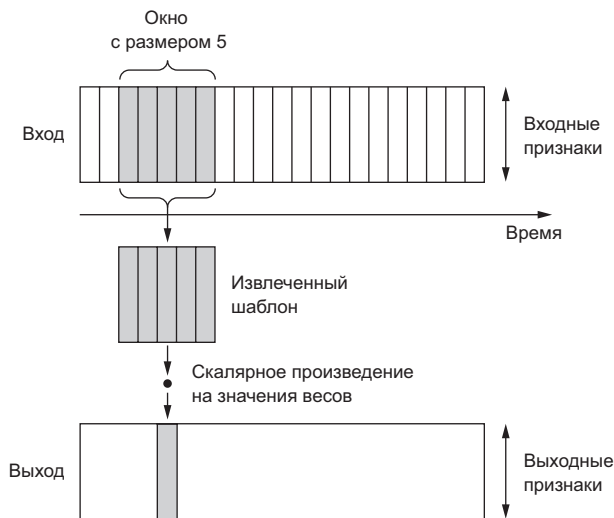 Окно
с размером 5
Вход
Входные
признаки
Время
Извлеченный
шаблон
Скалярное произведение
на значения весов
Выход
Выходные
признаки